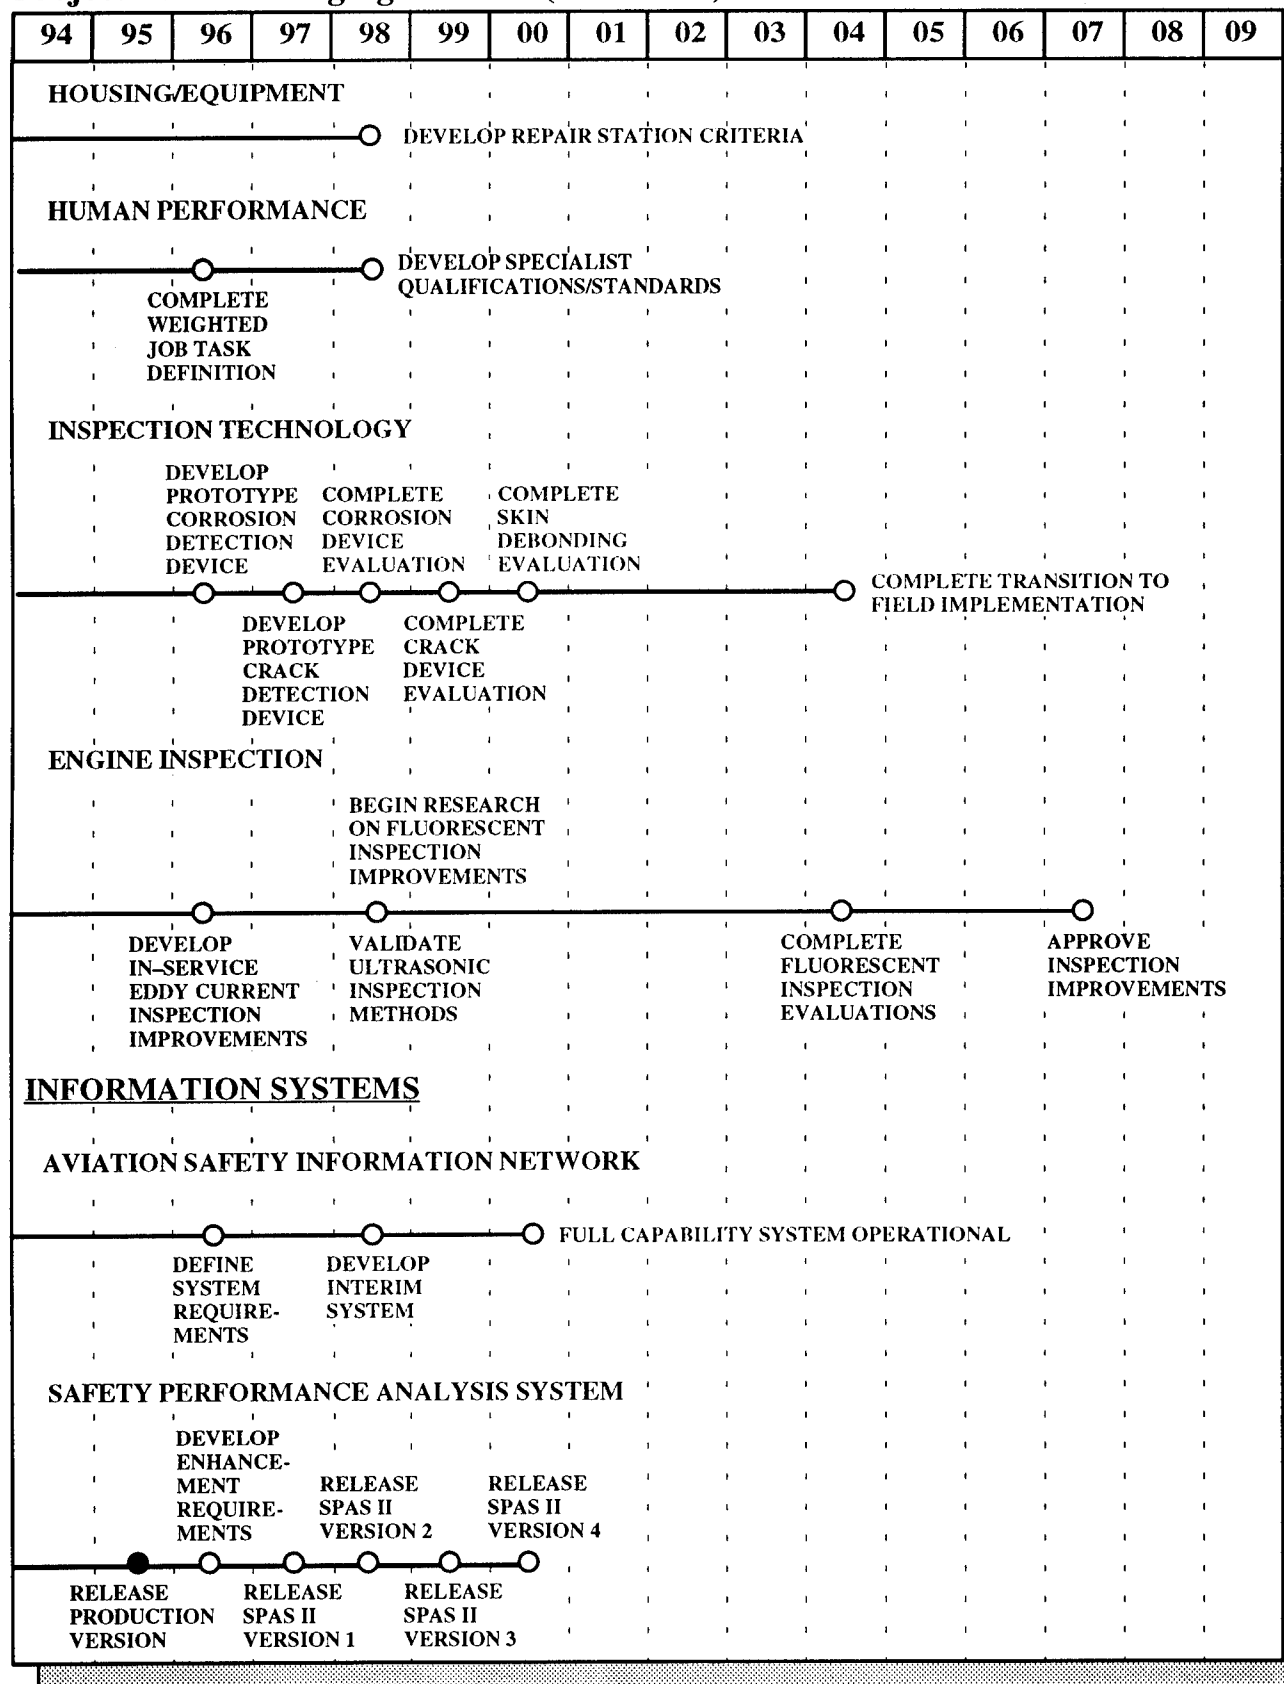 94 95 96 97 98 99 00 01 02 03 04 05 06 07 08 09
HOUSING/EQUIPMENT
DEVELOP REPAIR STATION CRITERIA
HUMAN PERFORMANCE
DEVELOP SPECIALIST
QUALIFICATIONS/STANDARDS
COMPLETE
WEIGHTED
JOB TASK
DEFINITION
INSPECTION TECHNOLOGY
DEVELOP
PROTOTYPE
CORROSION
DETECTION
DEVICE
COMPLETE
CORROSION
DEVICE
EVALUATION
COMPLETE
SKIN
DEBONDING
EVALUATION
COMPLETE TRANSITION TO
FIELD IMPLEMENTATION
DEVELOP
PROTOTYPE
CRACK
DETECTION
DEVICE
COMPLETE
CRACK
DEVICE
EVALUATION
ENGINE INSPECTION
BEGIN RESEARCH
ON FLUORESCENT
INSPECTION
IMPROVEMENTS
DEVELOP
IN–SERVICE
EDDY CURRENT
INSPECTION
IMPROVEMENTS
VALIDATE
ULTRASONIC
INSPECTION
METHODS
COMPLETE
FLUORESCENT
INSPECTION
EVALUATIONS
APPROVE
INSPECTION
IMPROVEMENTS
INFORMATION SYSTEMS
AVIATION SAFETY INFORMATION NETWORK
FULL CAPABILITY SYSTEM OPERATIONAL
DEFINE
SYSTEM
REQUIRE-
MENTS
DEVELOP
INTERIM
SYSTEM
SAFETY PERFORMANCE ANALYSIS SYSTEM
DEVELOP
ENHANCE-
MENT
REQUIRE-
MENTS
RELEASE
SPAS II
VERSION 2
RELEASE
SPAS II
VERSION 4
RELEASE
PRODUCTION
VERSION
RELEASE
SPAS II
VERSION 1
RELEASE
SPAS II
VERSION 3